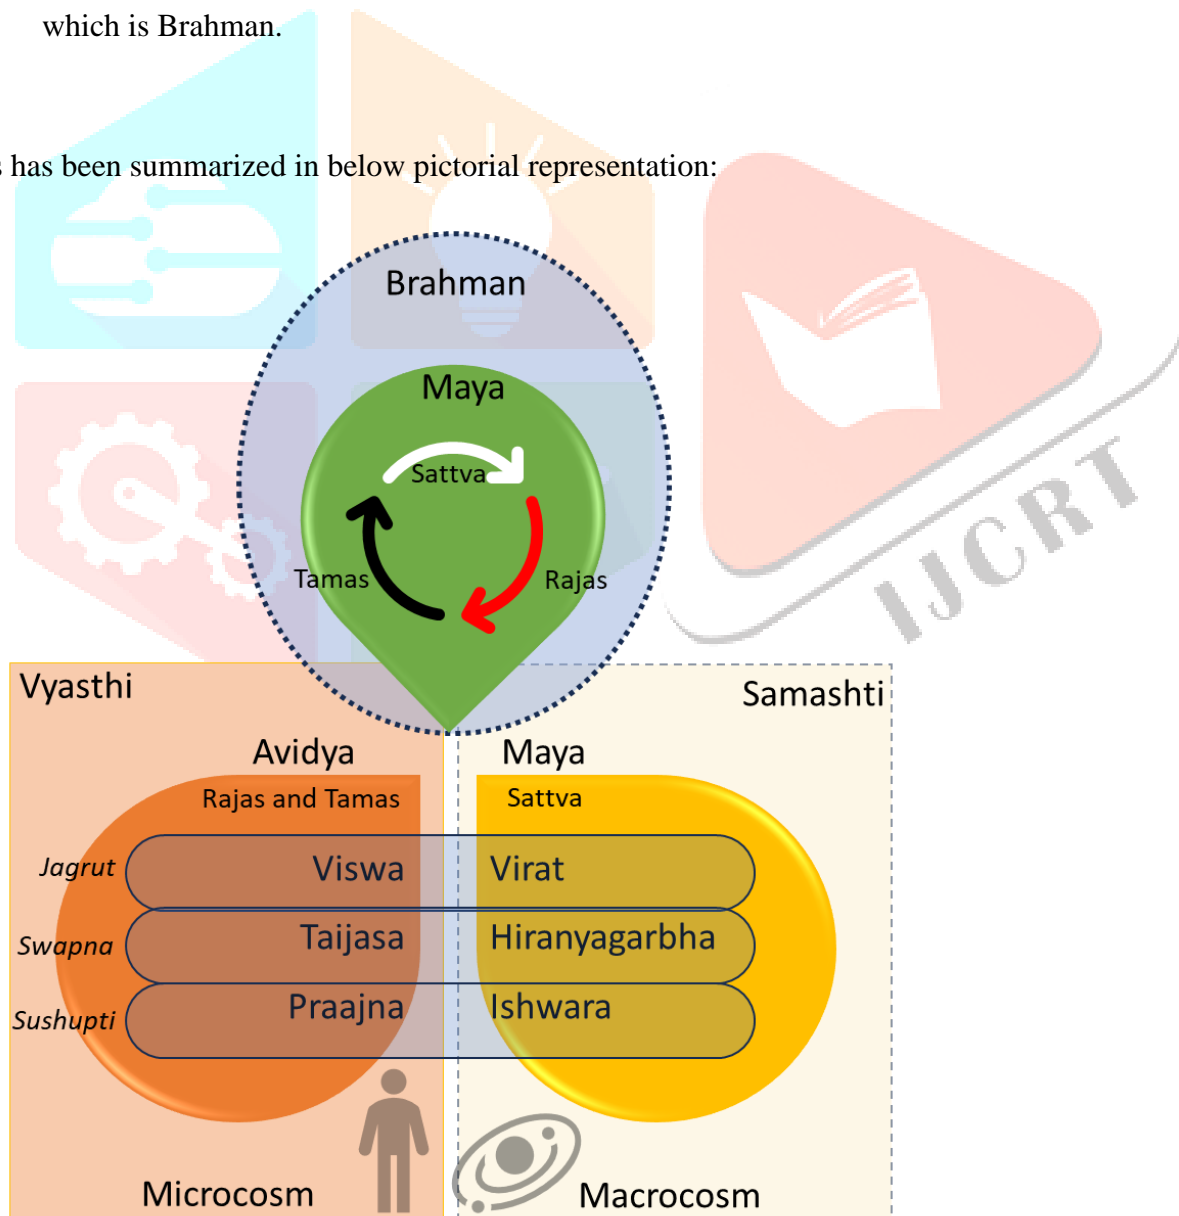 which is Brahman.
s has been summarized in below pictorial representation:
Brahman
Maya
Sattva
Tamas
Rajas
IJCRT
Vyasthi
Samashti
Avidya
Maya
Rajas and Tamas
Sattva
Jagrut
Viswa
Virat
Swapna
Taijasa
Hiranyagarbha
Sushupti
Praajna
Ishwara
Microcosm
Macrocosm